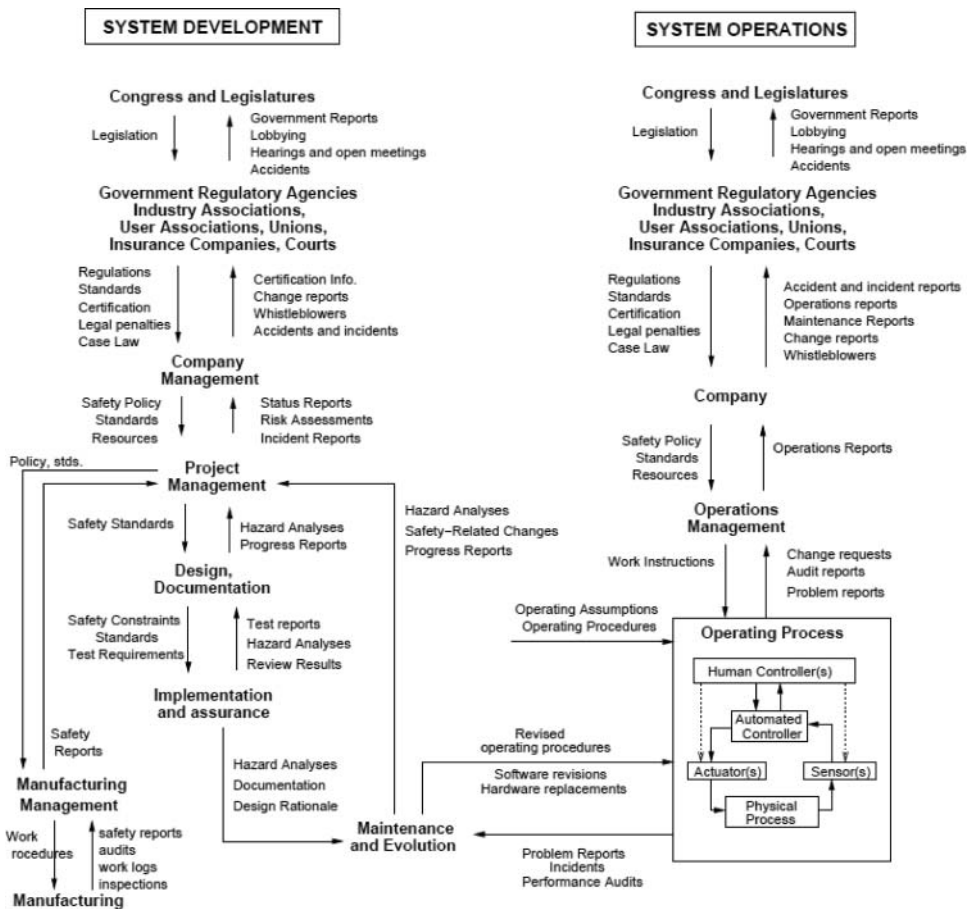 SYSTEM DEVELOPMENT
Congress and Legislatures
Legislation
Government Reports
Lobbying
Hearings and open meetings
Accidents
Government Regulatory Agencies
Industry Associations,
User Associations, Unions,
Insurance Companies, Courts
Regulations
Standards
Certification
Legal penalties
Case Law
Certification Info.
Change reports
Whistleblowers
Accidents and incidents
Company
Management
Safety Policy
Standards
Resources
Status Reports
Risk Assessments
Incident Reports
Policy, stds.
Project
Management
Safety Standards
Hazard Analyses
Progress Reports
Hazard Analyses
Safety-Related Changes
Progress Reports
Design,
Documentation
Safety Constraints
Standards
Test Requirements
Test reports
Hazard Analyses
Review Results
Implementation
and assurance
Safety
Reports
Hazard Analyses
Documentation
Design Rationale
Manufacturing
Management
Work
rocedures
safety reports
audits
work logs
inspections
Manufacturing
Maintenance
and Evolution
SYSTEM OPERATIONS
Congress and Legislatures
Legislation
Government Reports
Lobbying
Hearings and open meetings
Accidents
Government Regulatory Agencies
Industry Associations,
User Associations, Unions,
Insurance Companies, Courts
Regulations
Standards
Certification
Legal penalties
Case Law
Accident and incident reports
Operations reports
Maintenance Reports
Change reports
Whistleblowers
Company
Safety Policy
Standards
Resources
Operations Reports
Operations
Management
Work Instructions
Change requests
Audit reports
Problem reports
Operating Assumptions
Operating Procedures
Operating Process
Human Controller(s)
Automated
Controller
Actuator(s)
Sensor(s)
Physical
Process
Revised
operating procedures
Software revisions
Hardware replacements
Problem Reports
Incidents
Performance Audits